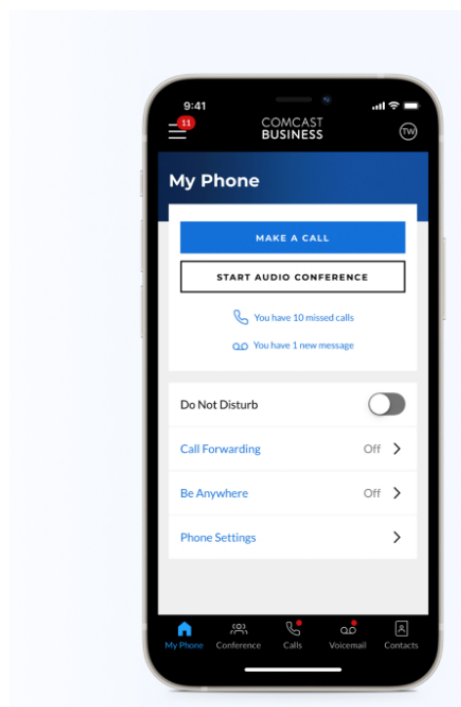 9:41
11
COMCAST
BUSINESS
TW
My Phone
MAKE A CALL
START AUDIO CONFERENCE
You have 10 missed calls
You have 1 new message
Do Not Disturb
Call Forwarding Off
Be Anywhere Off
Phone Settings
My Phone Conference Calls Voicemail Contacts